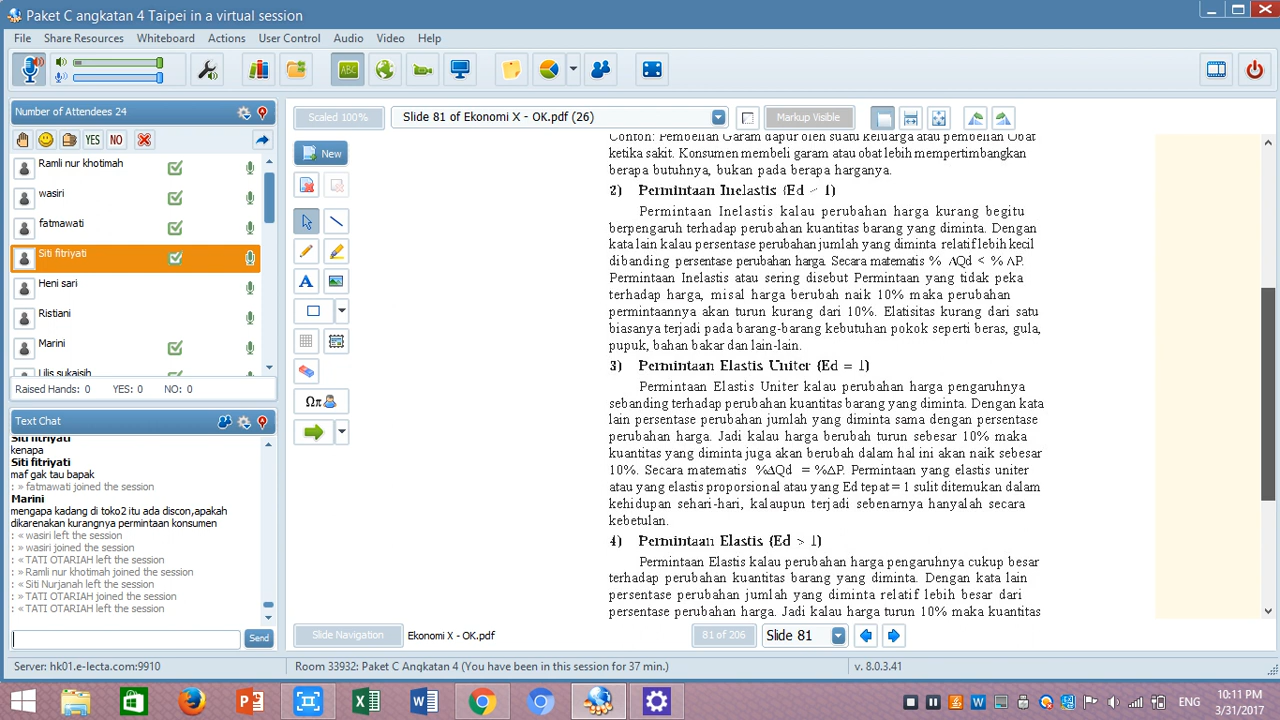 Paket C angkatan 4 Taipei in a virtual session
File Share Resources Whiteboard Actions User Control Audio Video Help
Number of Attendees 24
YES NO
Ramli nur khotimah
wasiri
fatmawati
Siti fitriyati
Heni sari
Ristiani
Marini
Lilis sukaisih
Raised Hands: 0 YES: 0 NO: 0
Text Chat
Siti fitriyati
kenapa
Siti fitriyati
maf gak tau bapak
: » fatmawati joined the session
Marini
mengapa kadang di toko2 itu ada discon,apakah
dikarenakan kurangnya permintaan konsumen
: « wasiri left the session
: » wasiri joined the session
: « TATI OTARIAH left the session
: » Ramli nur khotimah joined the session
: « Siti Nurjanah left the session
: » TATI OTARIAH joined the session
: « TATI OTARIAH left the session
Send
Scaled 100%
Slide 81 of Ekonomi X - OK.pdf (26)
Markup Visible
New
ABC
A
Ωπ
Conton: Pembelian Garam dapur oleh suatu keluarga atau pembelian Obat
ketika sakit. Konsumen membeli garam atau obat lebih mempertimbangkan
berapa butuhnya, bukan pada berapa harganya.
2) Permintaan Inelastis (Ed < 1)
Permintaan Inelastis kalau perubahan harga kurang begitu
berpengaruh terhadap perubahan kuantitas barang yang diminta. Dengan
kata lain kalau persentase perubahan jumlah yang diminta relatif lebih kecil
dibanding persentase perubahan harga. Secara matematis % ΔQd < % ΔP.
Permintaan Inelastis atau sering disebut Permintaan yang tidak peka
terhadap harga, misal harga berubah naik 10% maka perubahan
permintaannya akan turun kurang dari 10%. Elatisitas kurang dari satu
biasanya terjadi pada barang-barang kebutuhan pokok seperti beras, gula,
pupuk, bahan bakar dan lain-lain.
3) Permintaan Elastis Uniter (Ed = 1)
Permintaan Elastis Uniter kalau perubahan harga pengaruhnya
sebanding terhadap perubahan kuantitas barang yang diminta. Dengan kata
lain persentase perubahan jumlah yang diminta sama dengan persentase
perubahan harga. Jadi kalau harga berubah turun sebesar 10% maka
kuantitas yang diminta juga akan berubah dalam hal ini akan naik sebesar
10%. Secara matematis %ΔQd = %ΔP. Permintaan yang elastis uniter
atau yang elastis proporsional atau yang Ed tepat = 1 sulit ditemukan dalam
kehidupan sehari-hari, kalaupun terjadi sebenarnya hanyalah secara
kebetulan.
4) Permintaan Elastis (Ed > 1)
Permintaan Elastis kalau perubahan harga pengaruhnya cukup besar
terhadap perubahan kuantitas barang yang diminta. Dengan kata lain
persentase perubahan jumlah yang diminta relatif lebih besar dari
persentase perubahan harga. Jadi kalau harga turun 10% maka kuantitas
Slide Navigation
Ekonomi X - OK.pdf
81 of 206
Slide 81
Server: hk01.e-lecta.com:9910
Room 33932: Paket C Angkatan 4 (You have been in this session for 37 min.)
v. 8.0.3.41
ENG
10:11 PM
3/31/2017